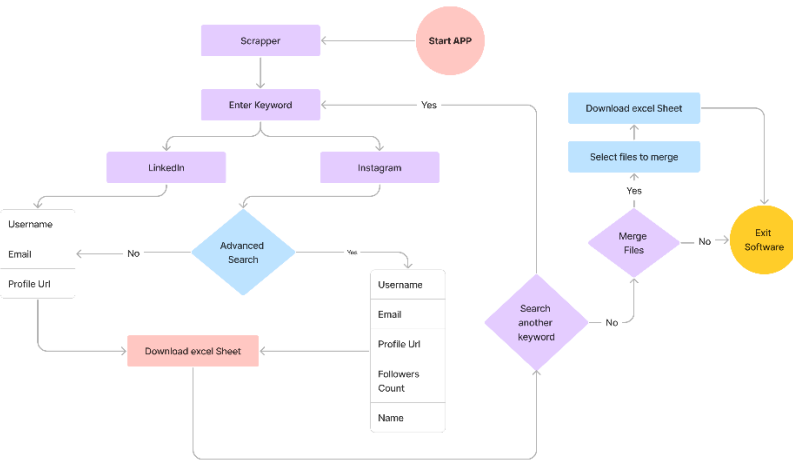 Start APP
Scrapper
Enter Keyword
Yes
Download excel Sheet
LinkedIn
Instagram
Select files to merge
Yes
Username
Email
Profile Url
Advanced
Search
No
Yes
Merge
Files
No
Exit
Software
Username
Email
Profile Url
Followers
Count
Name
Search
another
keyword
No
Download excel Sheet